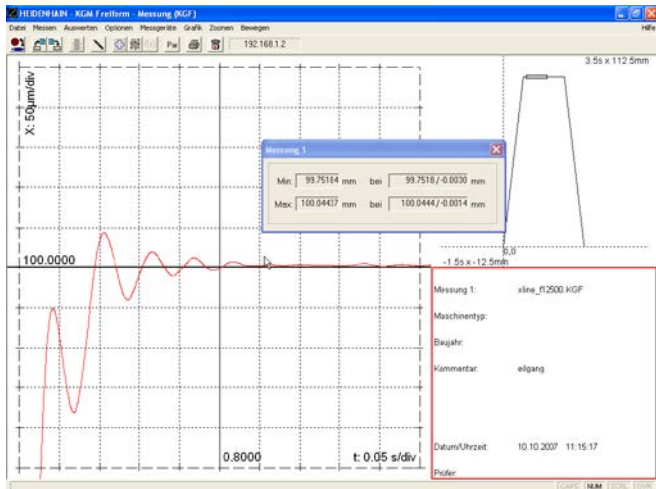 HEIDENHAIN - KGM Freiform - Messung (KGF)
Datei Messen Auswerten Optionen Messgeräte Grafik Zoomen Bewegen Hilfe
Par 192.168.1.2
X: 50µm/div
3.5s x 112.5mm
Messung 1
Min: 99.75184 mm bei 99.7518/-0.0030 mm
Max: 100.04437 mm bei 100.0444/-0.0014 mm
0,0
100.0000
-1.5s x -12.5mm
Messung 1: xline_f12500.KGF
Maschinentyp:
Baujahr:
Kommentar: eilgang
Datum/Uhrzeit: 10.10.2007 11:15:17
0.8000 t: 0.05 s/div
Prüfer:
CAPS NUM SCRL OVR